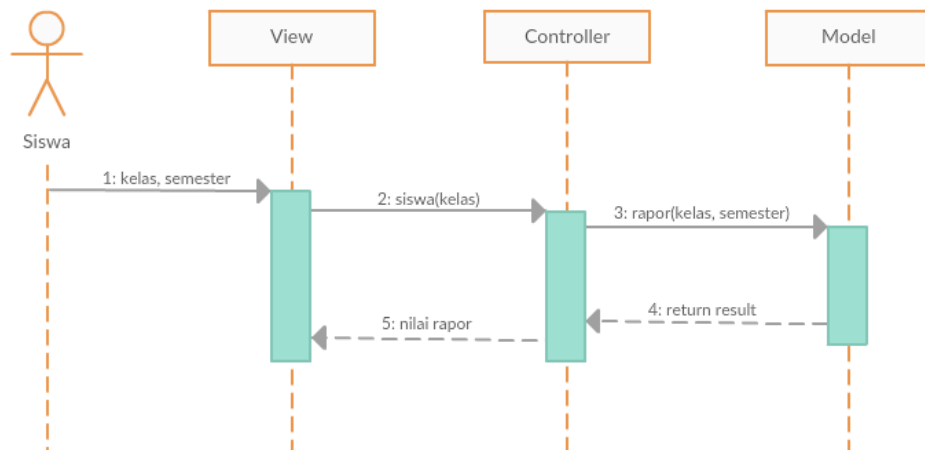 View
Controller
Model
Siswa
1: kelas, semester
2: siswa(kelas)
3: rapor(kelas, semester)
4: return result
5: nilai rapor